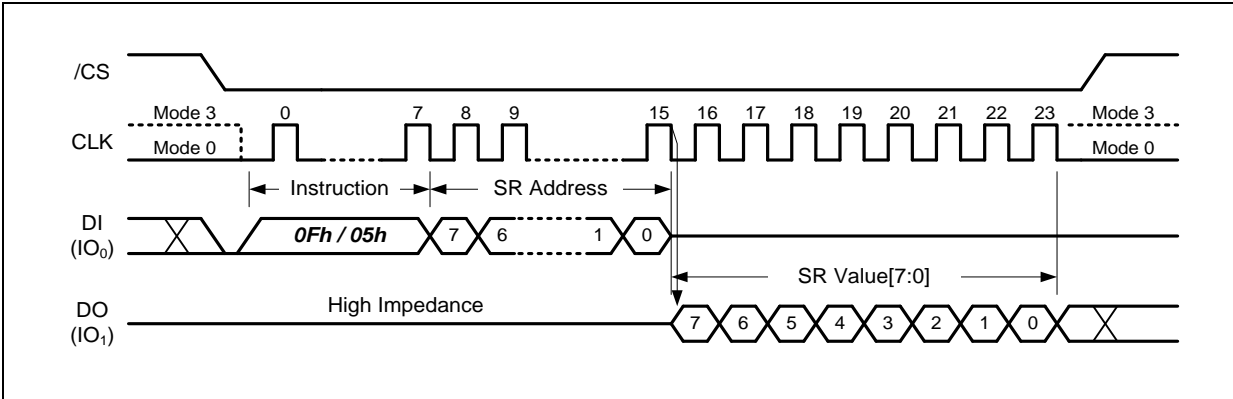 /CS
Mode 3 0 7 8 9 15 16 17 18 19 20 21 22 23 Mode 3
CLK
Mode 0 Mode 0
Instruction SR Address
DI
(IO₀)
0Fh / 05h 7 6 1 0
SR Value[7:0]
High Impedance
DO
(IO₁)
7 6 5 4 3 2 1 0